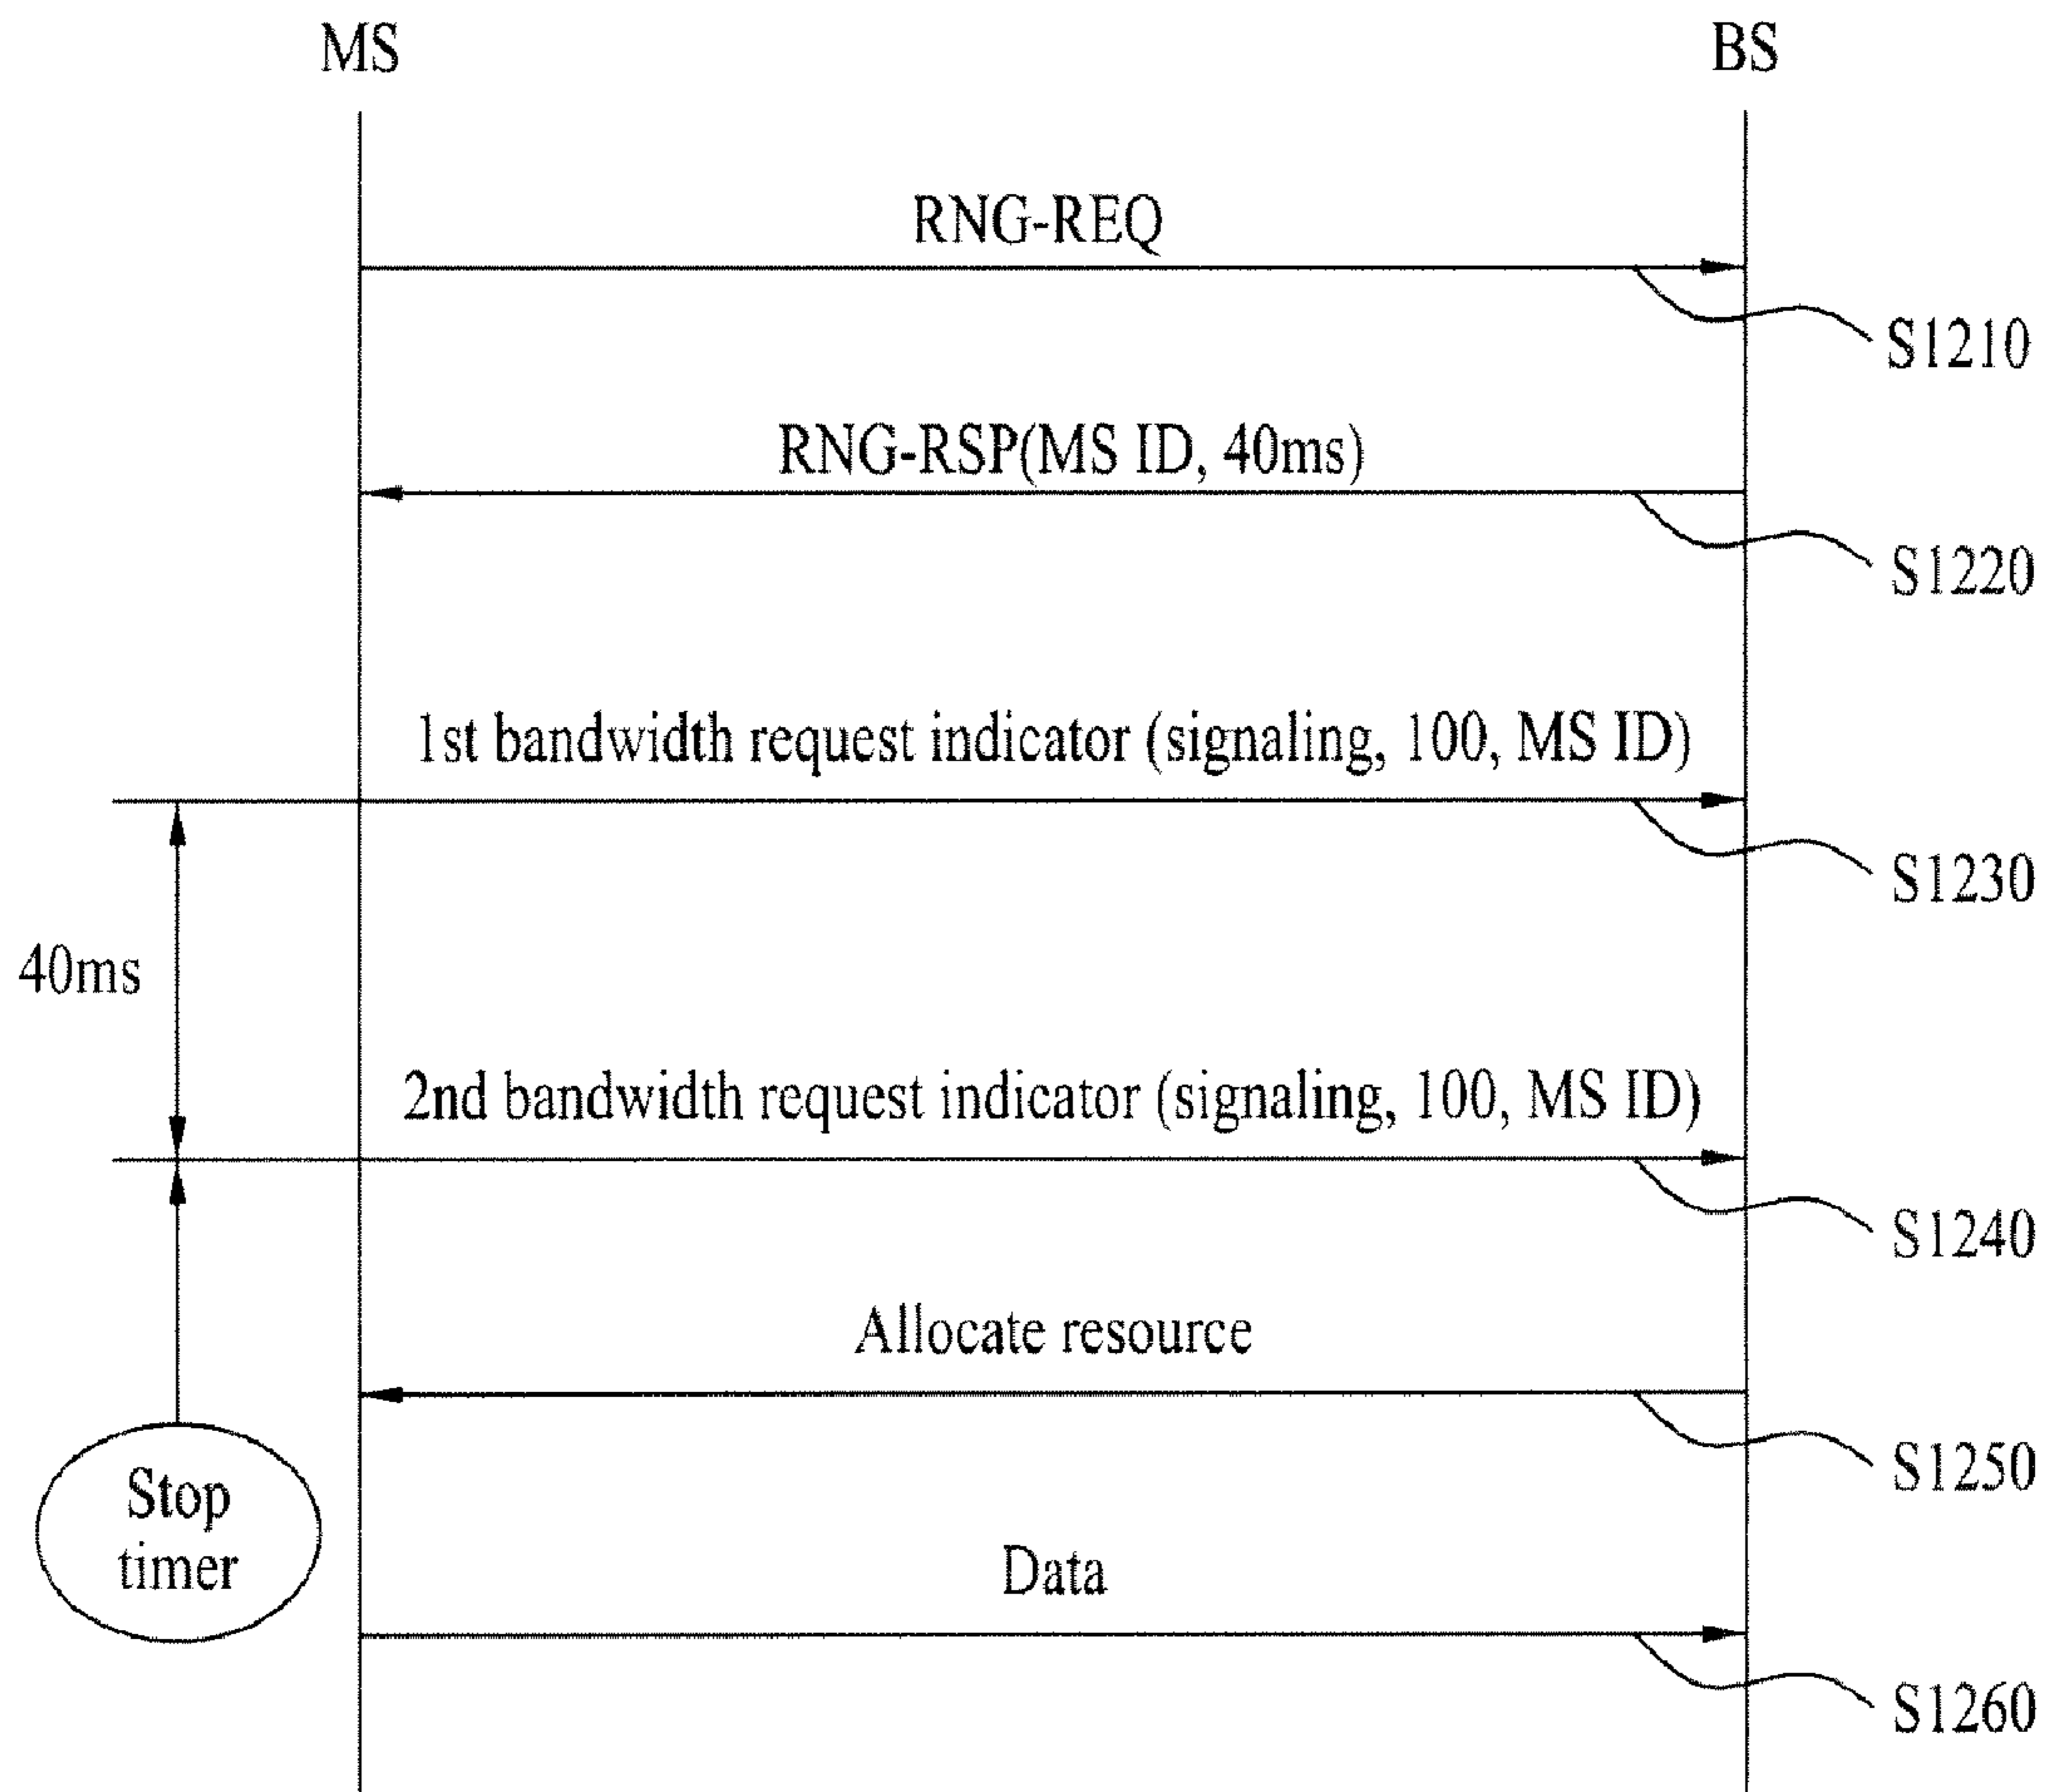 MS
BS
RNG-REQ
S1210
RNG-RSP(MS ID, 40ms)
S1220
1st bandwidth request indicator (signaling, 100, MS ID)
S1230
40ms
2nd bandwidth request indicator (signaling, 100, MS ID)
S1240
Allocate resource
S1250
Stop
timer
Data
S1260